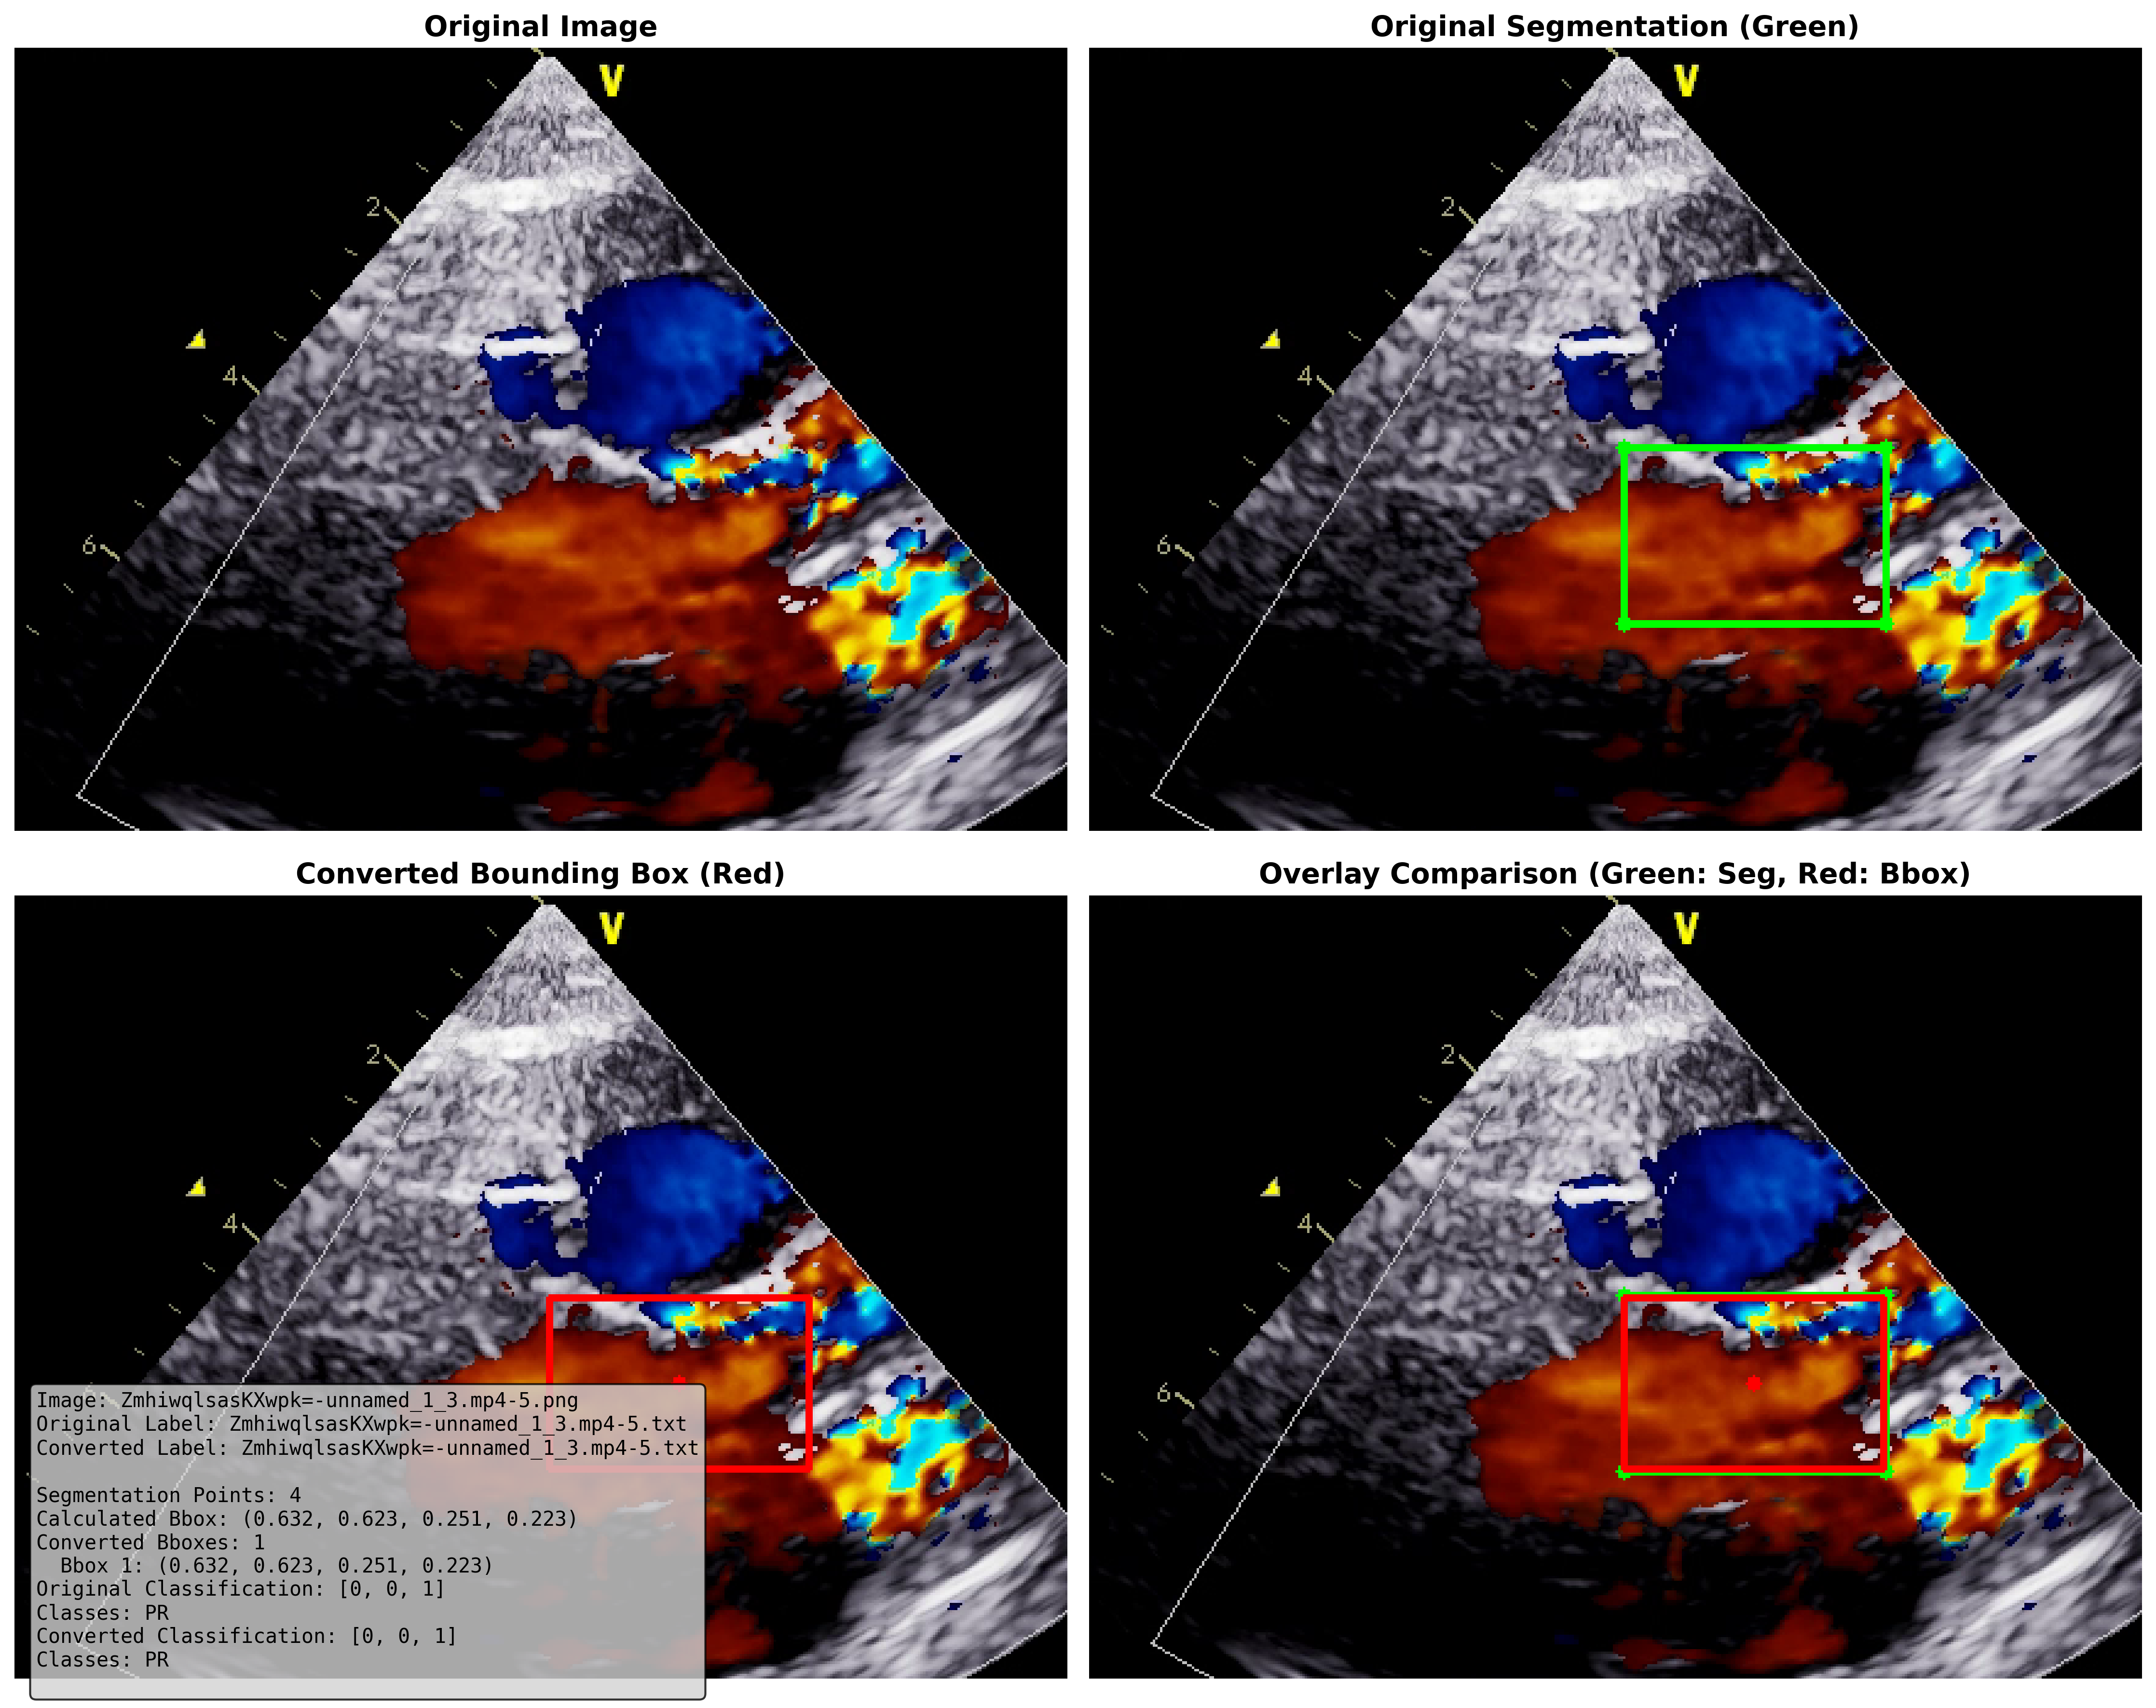 Original Image
Original Segmentation (Green)
V
2
4
6
V
2
4
6
Converted Bounding Box (Red)
Overlay Comparison (Green: Seg, Red: Bbox)
V
2
4
V
2
4
6
Image: ZmhiwqlsasKXwpk=-unnamed_1_3.mp4-5.png
Original Label: ZmhiwqlsasKXwpk=-unnamed_1_3.mp4-5.txt
Converted Label: ZmhiwqlsasKXwpk=-unnamed_1_3.mp4-5.txt
Segmentation Points: 4
Calculated Bbox: (0.632, 0.623, 0.251, 0.223)
Converted Bboxes: 1
Bbox 1: (0.632, 0.623, 0.251, 0.223)
Original Classification: [0, 0, 1]
Classes: PR
Converted Classification: [0, 0, 1]
Classes: PR